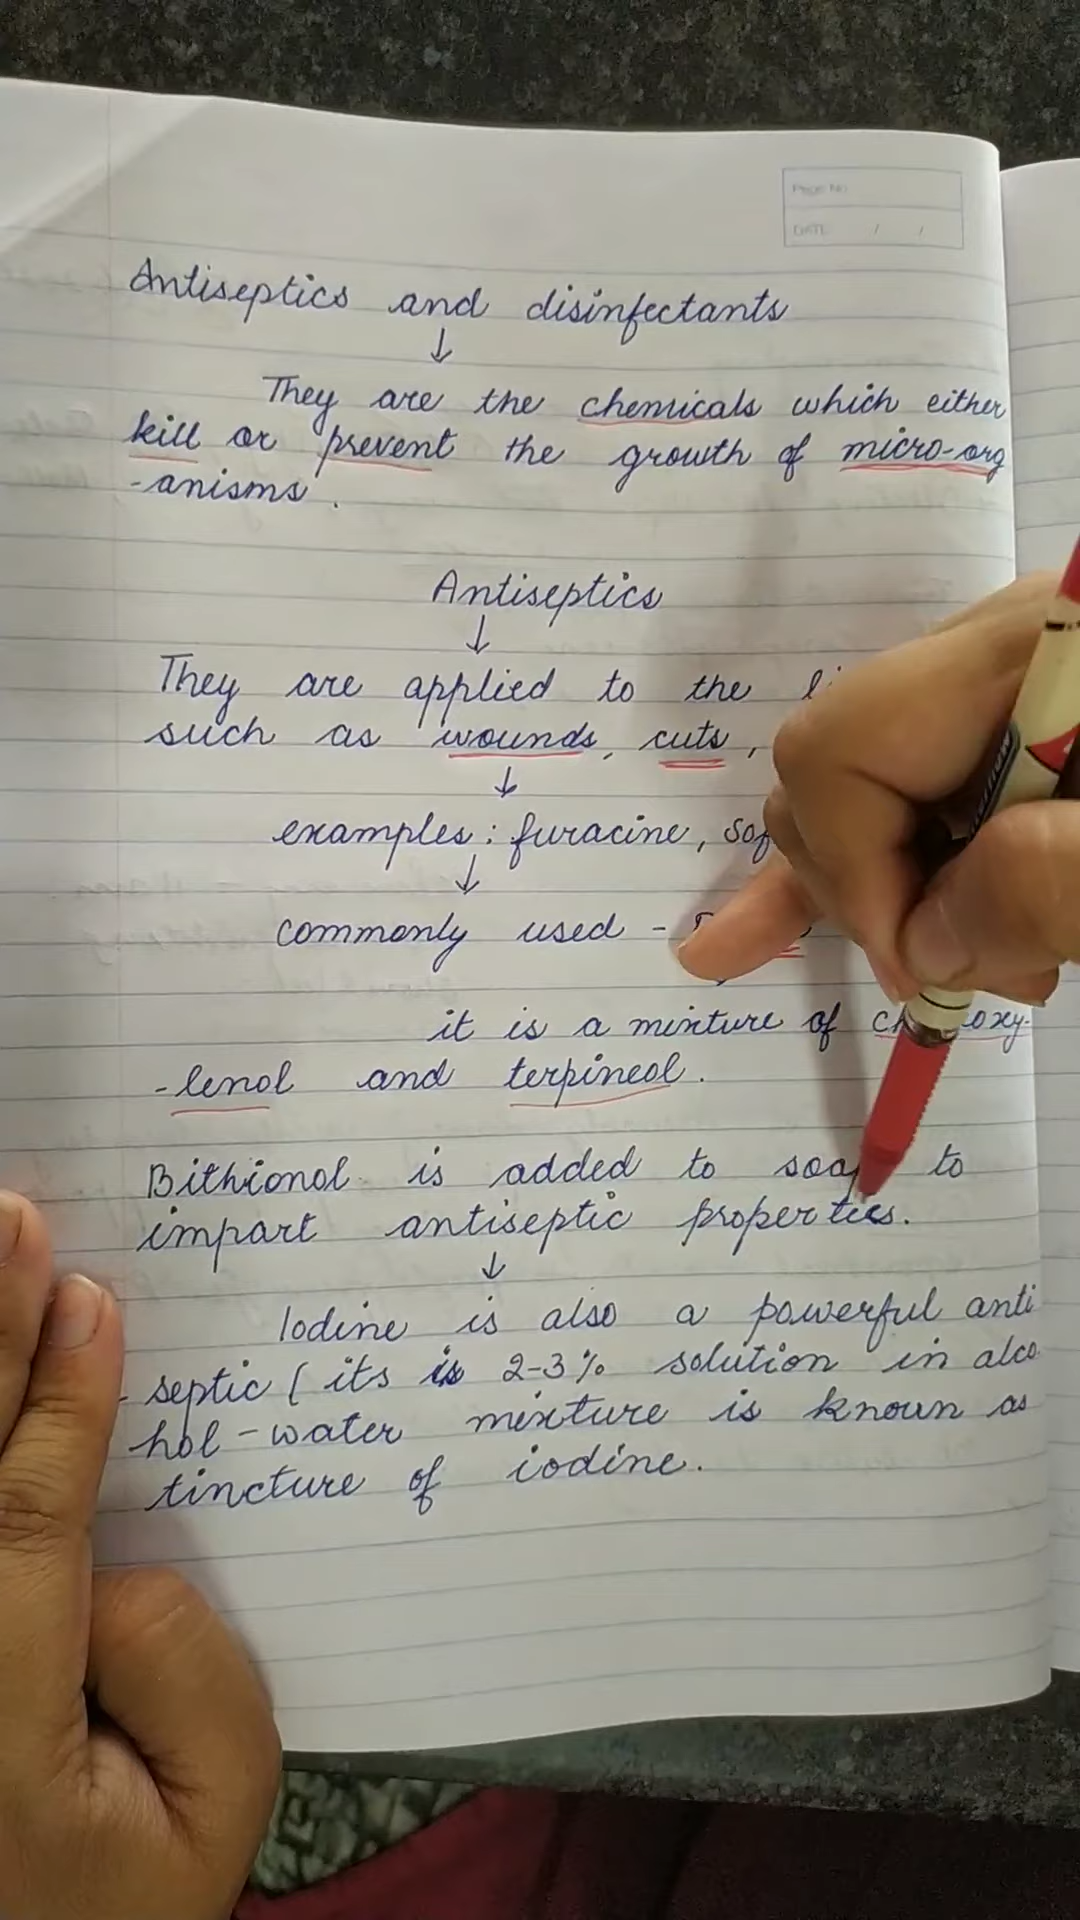 Page No.
DATE / /
Antiseptics and disinfectants
↓
They are the chemicals which either
kill or prevent the growth of micro-org
-anisms.
Antiseptics
↓
They are applied to the
such as wounds, cuts,
↓
examples: furacine,
↓
commonly used -
it is a mixture of
-lenol and terpineol.
Bithionol is added to to
impart antiseptic properties.
↓
Iodine is also a powerful anti
-septic (its is 2-3% solution in alco
hol-water mixture is known as
tincture of iodine.